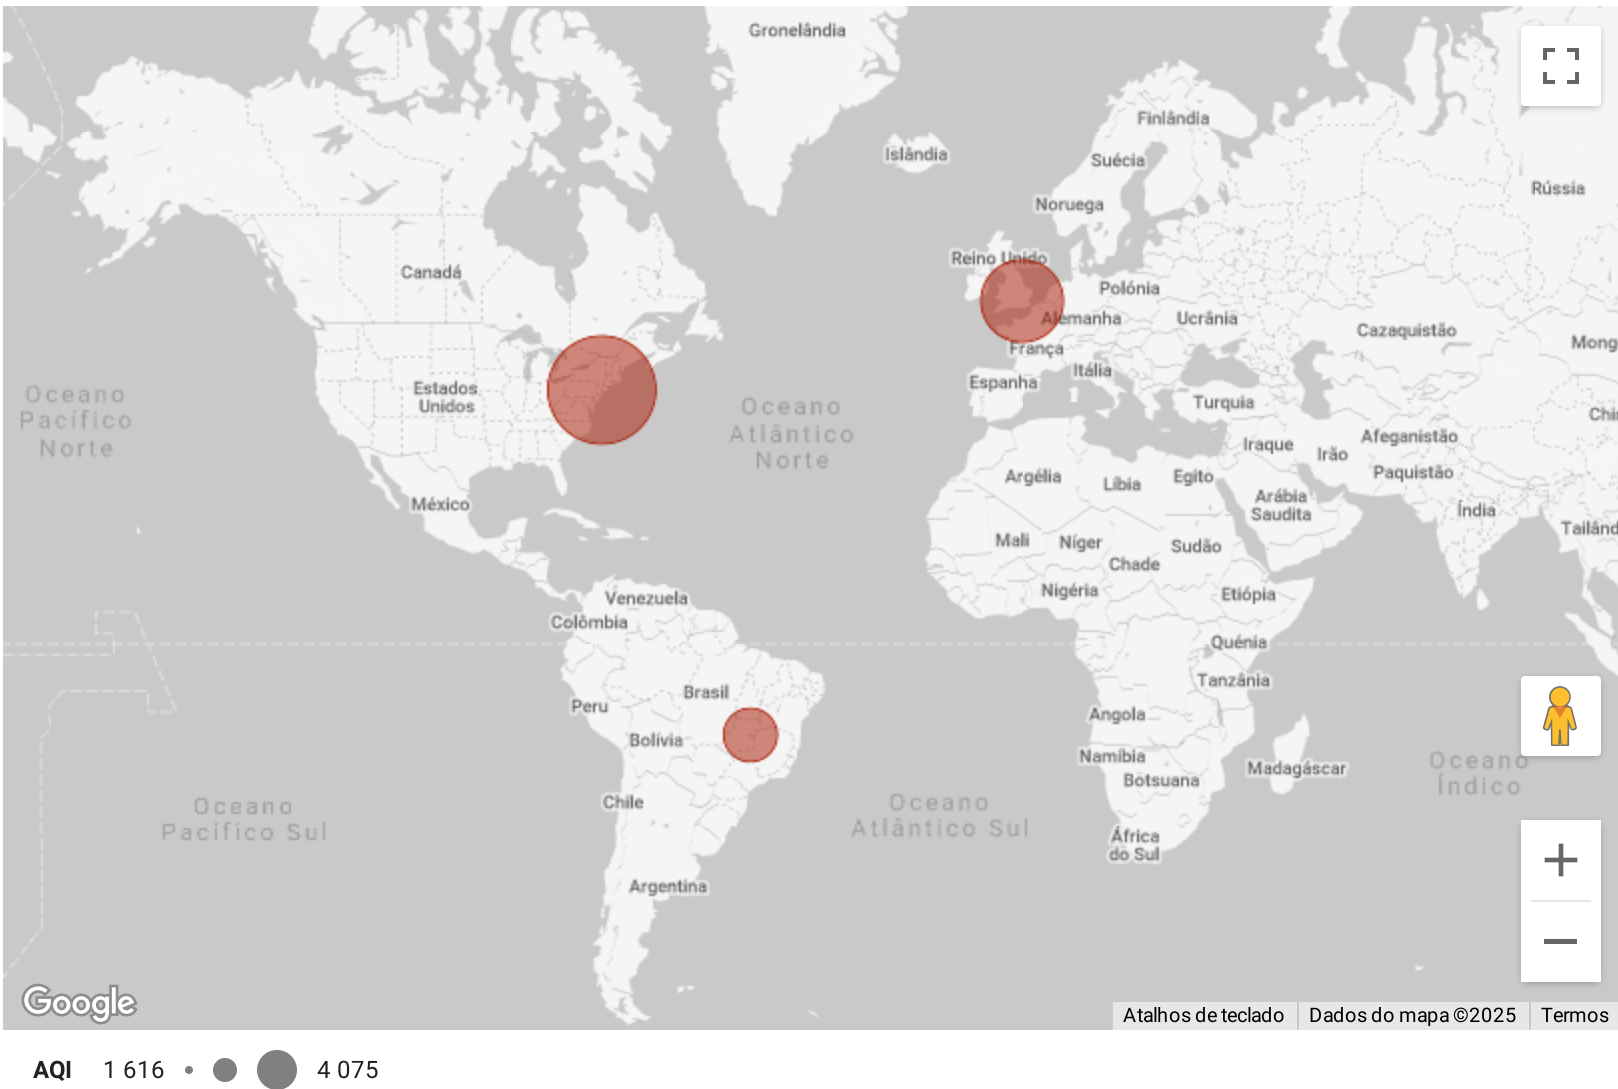 Gronelândia
Finlândia
Islândia
Suécia
Rússia
Noruega
Reino Unido
Canadá
Polónia
Alemanha
Ucrânia
Cazaquistão
Mong
França
Itália
Espanha
Estados
Unidos
Turquia
Oceano
Pacífico
Norte
Oceano
Atlântico
Norte
Chi
Iraque
Irão
Afeganistão
Paquistão
Argélia
Líbia
Egito
Arábia
Saudita
México
Índia
Tailând
Mali
Níger
Sudão
Chade
Nigéria
Etiópia
Venezuela
Colômbia
Quénia
Tanzânia
Brasil
Peru
Angola
Bolívia
Namíbia
Botsuana
Madagáscar
Oceano
Índico
Chile
Oceano
Pacífico Sul
Oceano
Atlântico Sul
África
do Sul
Argentina
Google
Atalhos de teclado
Dados do mapa ©2025
Termos
AQI 1 616 4 075